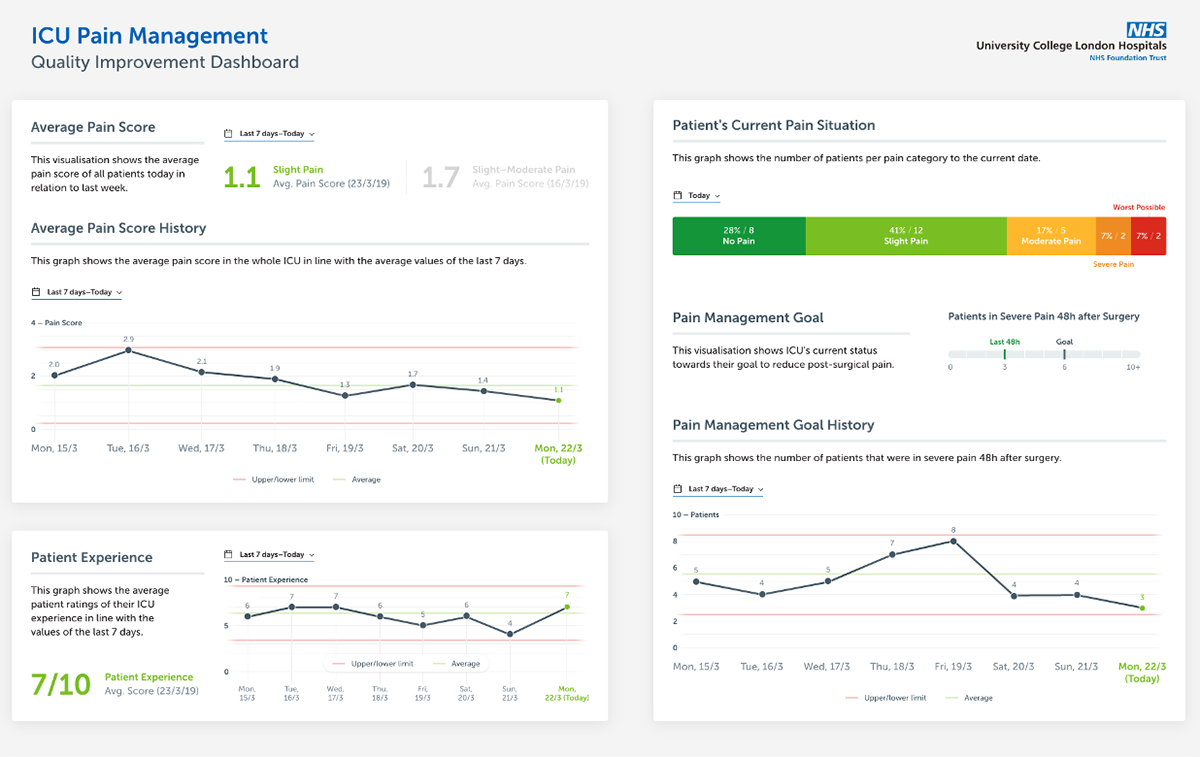 ICU Pain Management
Quality Improvement Dashboard
NHS
University College London Hospitals
NHS Foundation Trust
Average Pain Score
This visualisation shows the average
pain score of all patients today in
relation to last week.
Last 7 days–Today
1.1
Slight Pain
Avg. Pain Score (23/3/19)
1.7
Slight–Moderate Pain
Avg. Pain Score (16/3/19)
Average Pain Score History
This graph shows the average pain score in the whole ICU in line with the average values of the last 7 days.
Last 7 days–Today
4 – Pain Score
2
0
2.0
2.9
2.1
1.9
1.3
1.7
1.4
1.1
Mon, 15/3
Tue, 16/3
Wed, 17/3
Thu, 18/3
Fri, 19/3
Sat, 20/3
Sun, 21/3
Mon, 22/3
(Today)
Upper/lower limit
Average
Patient Experience
This graph shows the average
patient ratings of their ICU
experience in line with the
values of the last 7 days.
7/10
Patient Experience
Avg. Score (23/3/19)
Last 7 days–Today
10 – Patient Experience
5
0
6
7
7
6
5
6
4
7
Upper/lower limit
Average
Mon,
15/3
Tue,
16/3
Wed,
17/3
Thu,
18/3
Fri,
19/3
Sat,
20/3
Sun,
21/3
Mon,
22/3 (Today)
Patient's Current Pain Situation
This graph shows the number of patients per pain category to the current date.
Today
Worst Possible
28% / 8
No Pain
41% / 12
Slight Pain
17% / 5
Moderate Pain
7% / 2
7% / 2
Severe Pain
Pain Management Goal
This visualisation shows ICU's current status
towards their goal to reduce post-surgical pain.
Patients in Severe Pain 48h after Surgery
Last 48h
Goal
0
3
6
10+
Pain Management Goal History
This graph shows the number of patients that were in severe pain 48h after surgery.
Last 7 days–Today
10 – Patients
8
6
4
2
0
5
4
5
7
8
4
4
3
Mon, 15/3
Tue, 16/3
Wed, 17/3
Thu, 18/3
Fri, 19/3
Sat, 20/3
Sun, 21/3
Mon, 22/3
(Today)
Upper/lower limit
Average